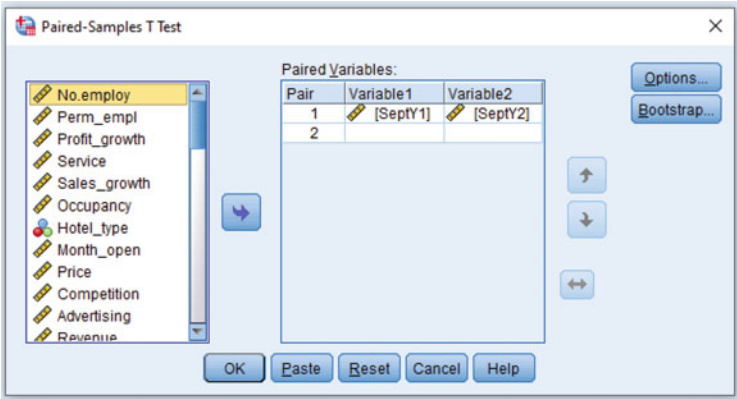 Paired-Samples T Test
No.employ
Perm_empl
Profit_growth
Service
Sales_growth
Occupancy
Hotel_type
Month_open
Price
Competition
Advertising
Revenue
Paired Variables:
Pair Variable1 Variable2
1 [SeptY1] [SeptY2]
2
Options...
Bootstrap...
OK Paste Reset Cancel Help